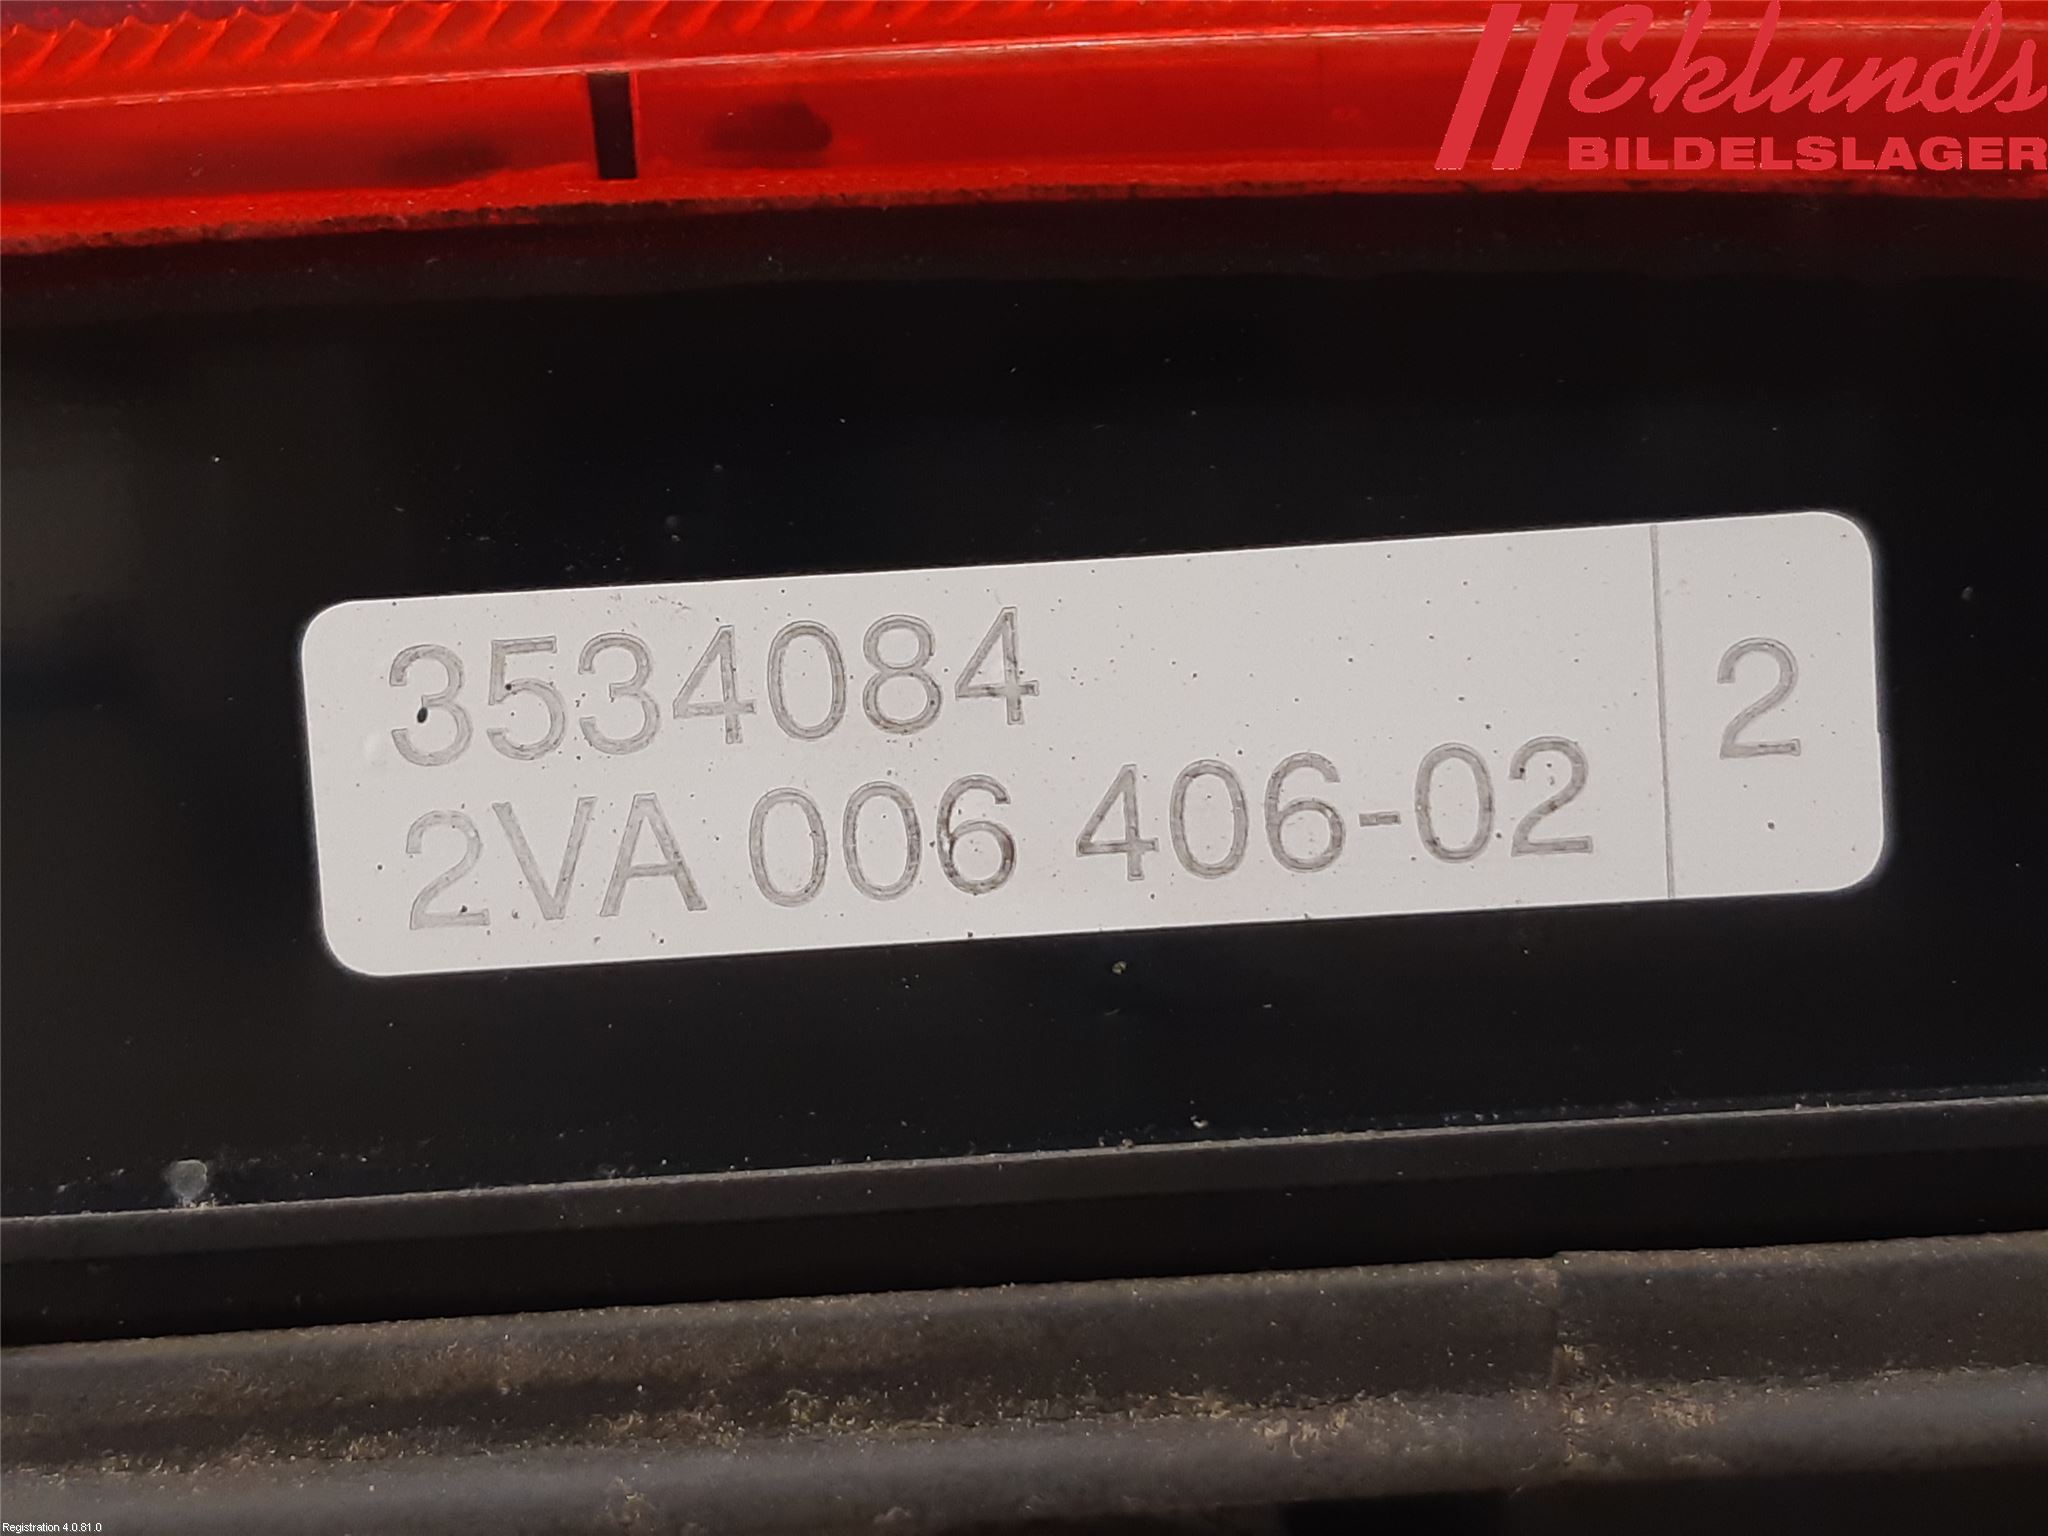 Eklunds
BILDELSLAGER
3534084
2VA 006 406-02
2
Registration 4.0.81.0